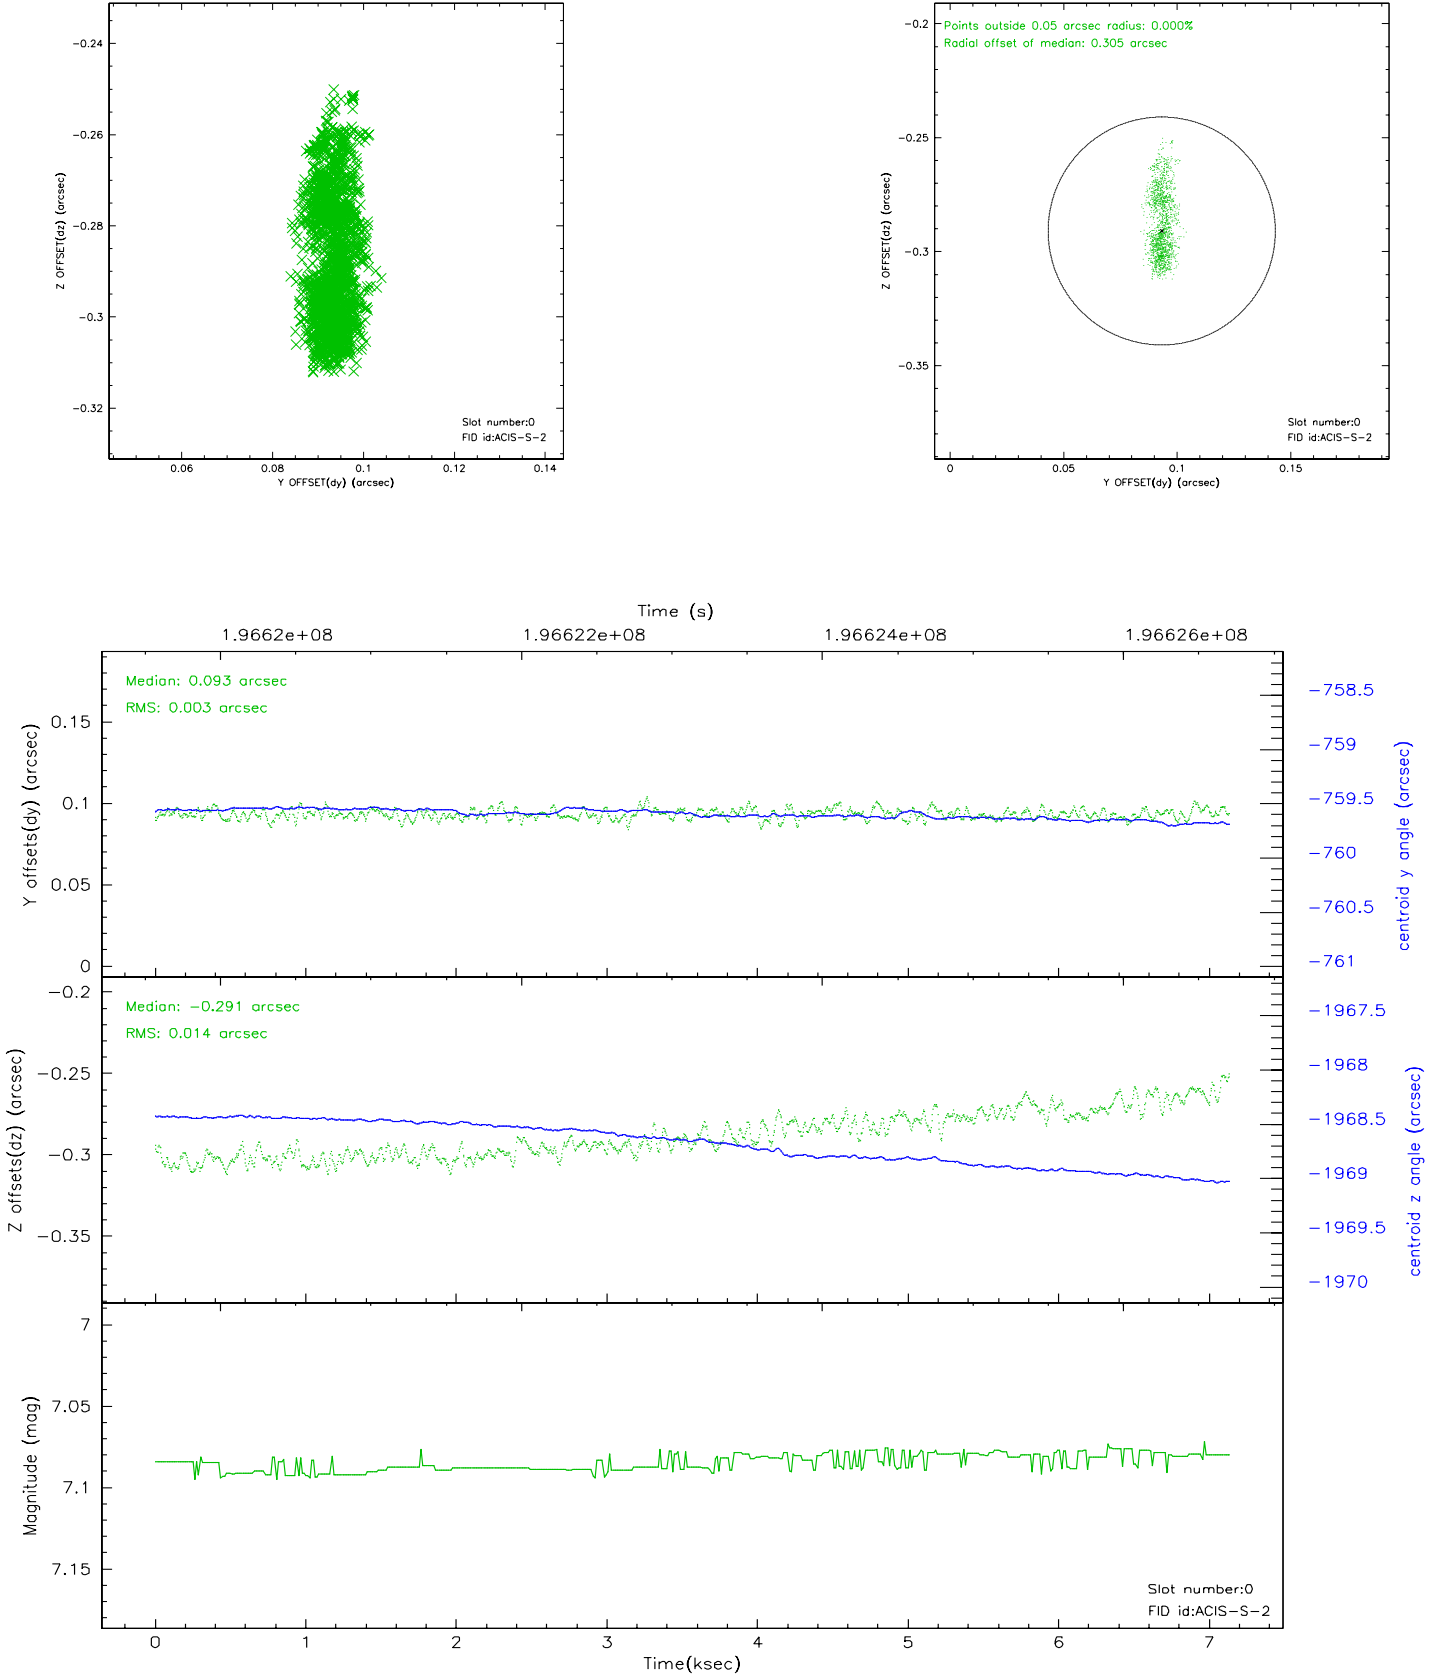 −0.24
−0.26
−0.28
−0.3
−0.32
Z OFFSET(dz) (arcsec)
Slot number:0
FID id:ACIS−S−2
0.06
0.08
0.1
0.12
0.14
Y OFFSET(dy) (arcsec)
Points outside 0.05 arcsec radius: 0.000%
Radial offset of median: 0.305 arcsec
−0.2
−0.25
−0.3
−0.35
Z OFFSET(dz) (arcsec)
Slot number:0
FID id:ACIS−S−2
0
0.05
0.1
0.15
Y OFFSET(dy) (arcsec)
Time (s)
1.9662e+08
1.96622e+08
1.96624e+08
1.96626e+08
Median: 0.093 arcsec
RMS: 0.003 arcsec
0.15
0.1
0.05
0
Y offsets(dy) (arcsec)
−758.5
−759
−759.5
−760
−760.5
−761
centroid y angle (arcsec)
Median: −0.291 arcsec
RMS: 0.014 arcsec
−0.2
−0.25
−0.3
−0.35
Z offsets(dz) (arcsec)
−1967.5
−1968
−1968.5
−1969
−1969.5
−1970
centroid z angle (arcsec)
7
7.05
7.1
7.15
Magnitude (mag)
Slot number:0
FID id:ACIS−S−2
0
1
2
3
4
5
6
7
Time(ksec)